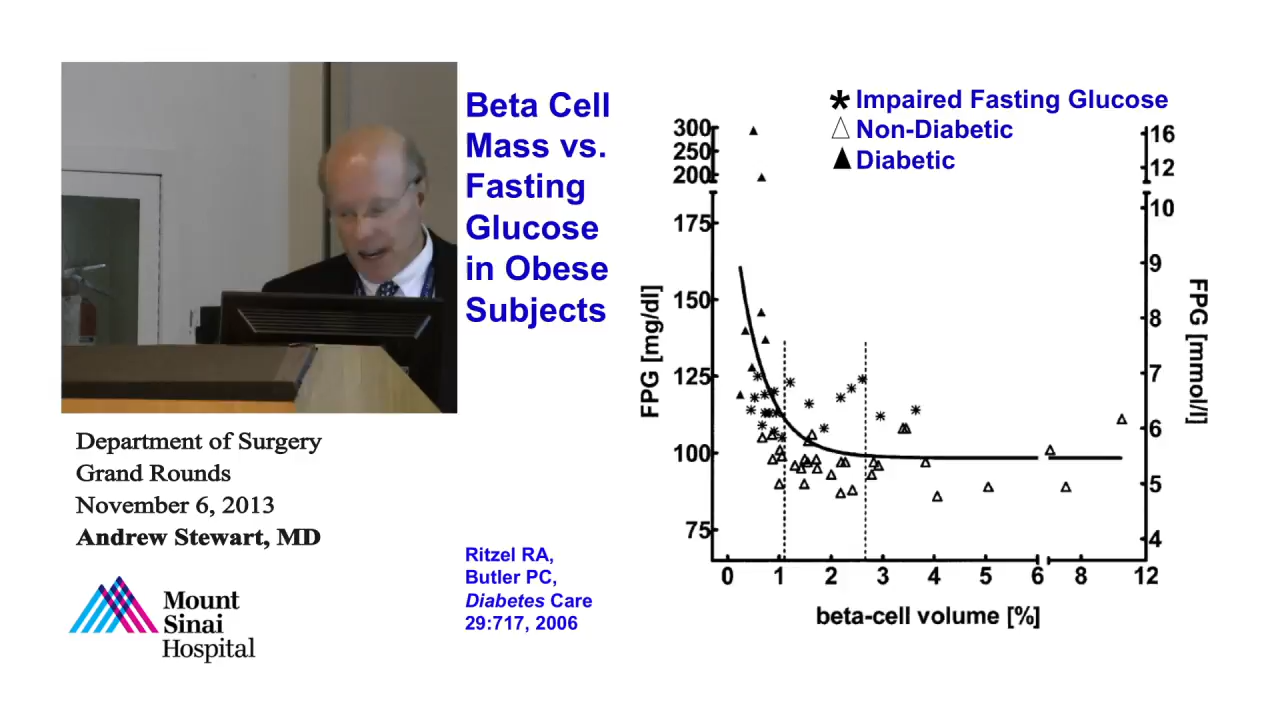 Beta Cell
Mass vs.
Fasting
Glucose
in Obese
Subjects
Department of Surgery
Grand Rounds
November 6, 2013
Andrew Stewart, MD
Mount
Sinai
Hospital
Ritzel RA,
Butler PC,
Diabetes Care
29:717, 2006
* Impaired Fasting Glucose
△ Non-Diabetic
▲ Diabetic
FPG [mg/dl]
300
250
200
175
150
125
100
75
0 1 2 3 4 5 6 8 12
beta-cell volume [%]
16
12
10
9
8
7
6
5
4
FPG [mmol/l]